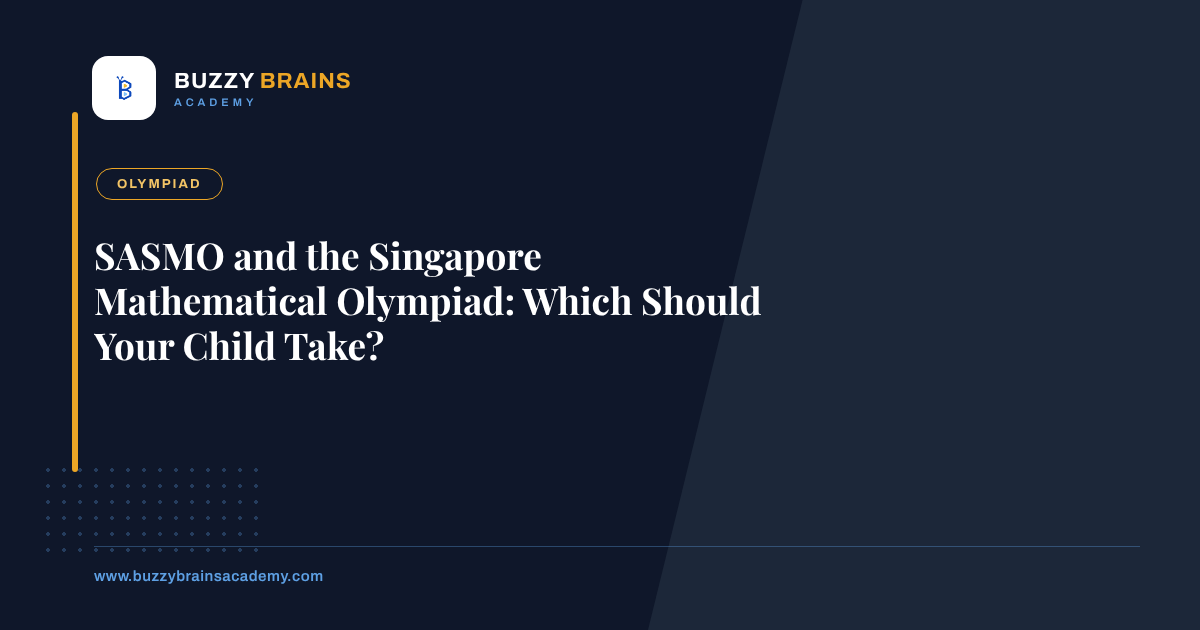 BUZZY BRAINS
ACADEMY
OLYMPIAD
SASMO and the Singapore
Mathematical Olympiad: Which Should
Your Child Take?
www.buzzybrainsacademy.com